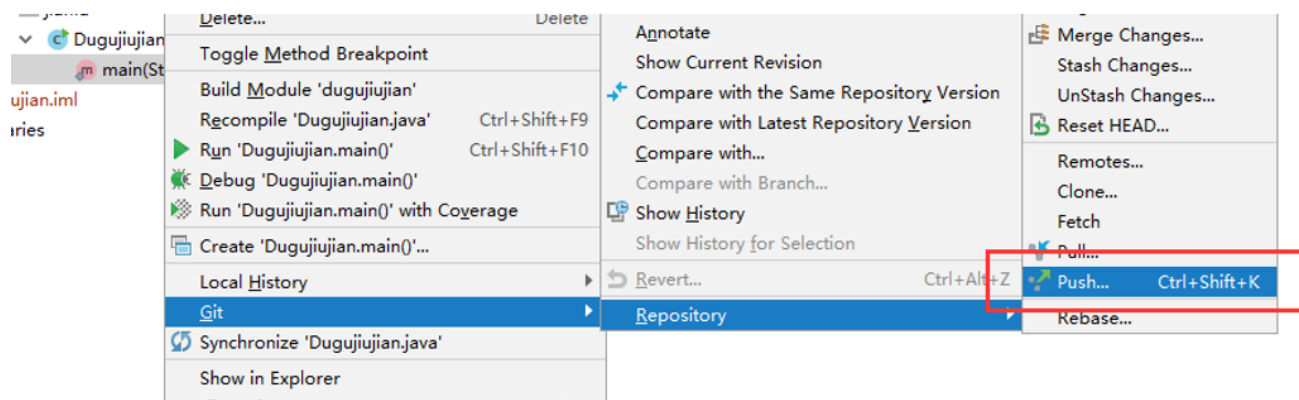 Dugujiujian
main(St
ujian.iml
aries
Delete... Delete
Toggle Method Breakpoint
Build Module 'dugujiujian'
Recompile 'Dugujiujian.java' Ctrl+Shift+F9
Run 'Dugujiujian.main()' Ctrl+Shift+F10
Debug 'Dugujiujian.main()'
Run 'Dugujiujian.main()' with Coverage
Create 'Dugujiujian.main()'...
Local History
Git
Synchronize 'Dugujiujian.java'
Show in Explorer
Annotate
Show Current Revision
Compare with the Same Repository Version
Compare with Latest Repository Version
Compare with...
Compare with Branch...
Show History
Show History for Selection
Revert... Ctrl+Alt+Z
Repository
Merge Changes...
Stash Changes...
UnStash Changes...
Reset HEAD...
Remotes...
Clone...
Fetch
Pull...
Push... Ctrl+Shift+K
Rebase...